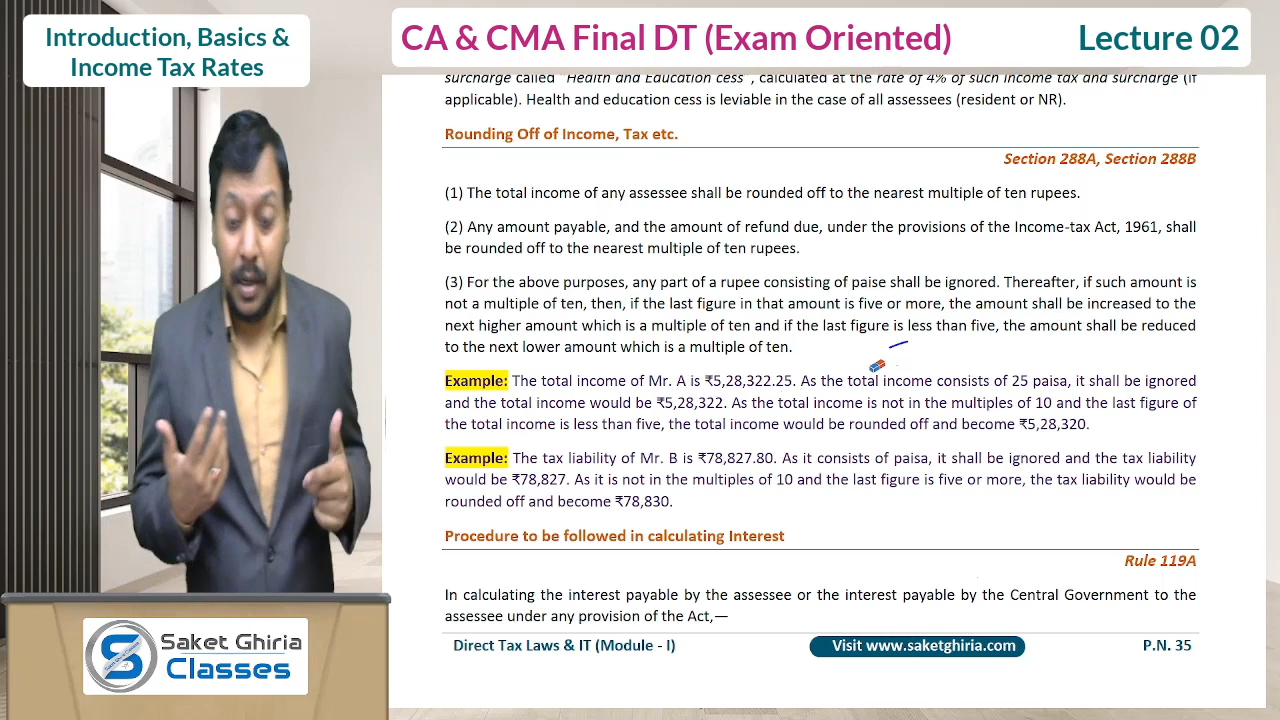 Introduction, Basics &
Income Tax Rates
CA & CMA Final DT (Exam Oriented)
Lecture 02
surcharge called "Health and Education cess", calculated at the rate of 4% of such income tax and surcharge (if
applicable). Health and education cess is leviable in the case of all assessees (resident or NR).
Rounding Off of Income, Tax etc.
Section 288A, Section 288B
(1) The total income of any assessee shall be rounded off to the nearest multiple of ten rupees.
(2) Any amount payable, and the amount of refund due, under the provisions of the Income-tax Act, 1961, shall
be rounded off to the nearest multiple of ten rupees.
(3) For the above purposes, any part of a rupee consisting of paise shall be ignored. Thereafter, if such amount is
not a multiple of ten, then, if the last figure in that amount is five or more, the amount shall be increased to the
next higher amount which is a multiple of ten and if the last figure is less than five, the amount shall be reduced
to the next lower amount which is a multiple of ten.
Example: The total income of Mr. A is ₹5,28,322.25. As the total income consists of 25 paisa, it shall be ignored
and the total income would be ₹5,28,322. As the total income is not in the multiples of 10 and the last figure of
the total income is less than five, the total income would be rounded off and become ₹5,28,320.
Example: The tax liability of Mr. B is ₹78,827.80. As it consists of paisa, it shall be ignored and the tax liability
would be ₹78,827. As it is not in the multiples of 10 and the last figure is five or more, the tax liability would be
rounded off and become ₹78,830.
Procedure to be followed in calculating Interest
Rule 119A
In calculating the interest payable by the assessee or the interest payable by the Central Government to the
assessee under any provision of the Act,—
Direct Tax Laws & IT (Module - I)
Visit www.saketghiria.com
P.N. 35
Saket Ghiria
Classes